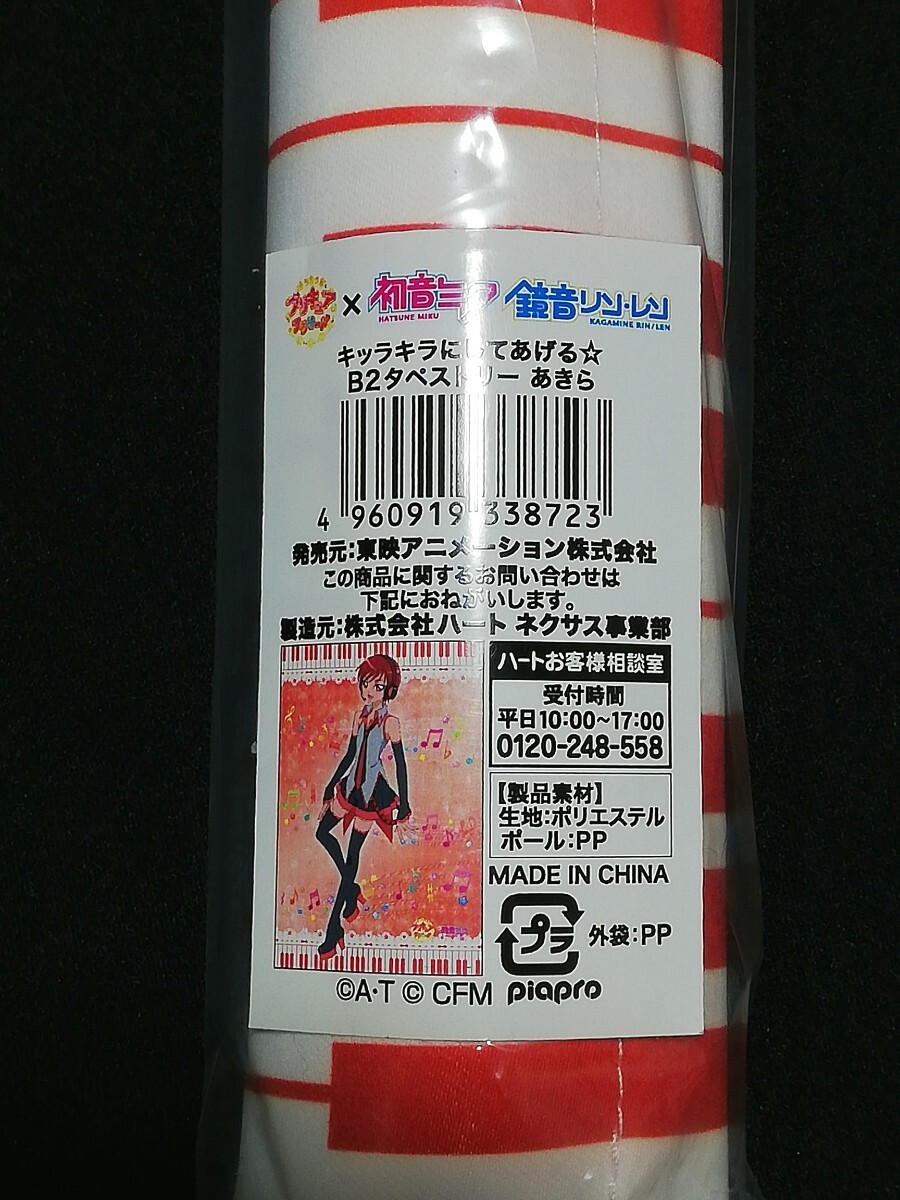 プリキュア
×
初音ミク
HATSUNE MIKU
鏡音リン・レン
KAGAMINE RIN/LEN
キッラキラにしてあげる☆
B2タペストリー あきら
4 960919 338723
発売元:東映アニメーション株式会社
この商品に関するお問い合わせは
下記におねがいします。
製造元:株式会社ハート ネクサス事業部
ハートお客様相談室
受付時間
平日10:00~17:00
0120-248-558
【製品素材】
生地:ポリエステル
ポール:PP
MADE IN CHINA
プラ
外袋:PP
©A・T © CFM piapro